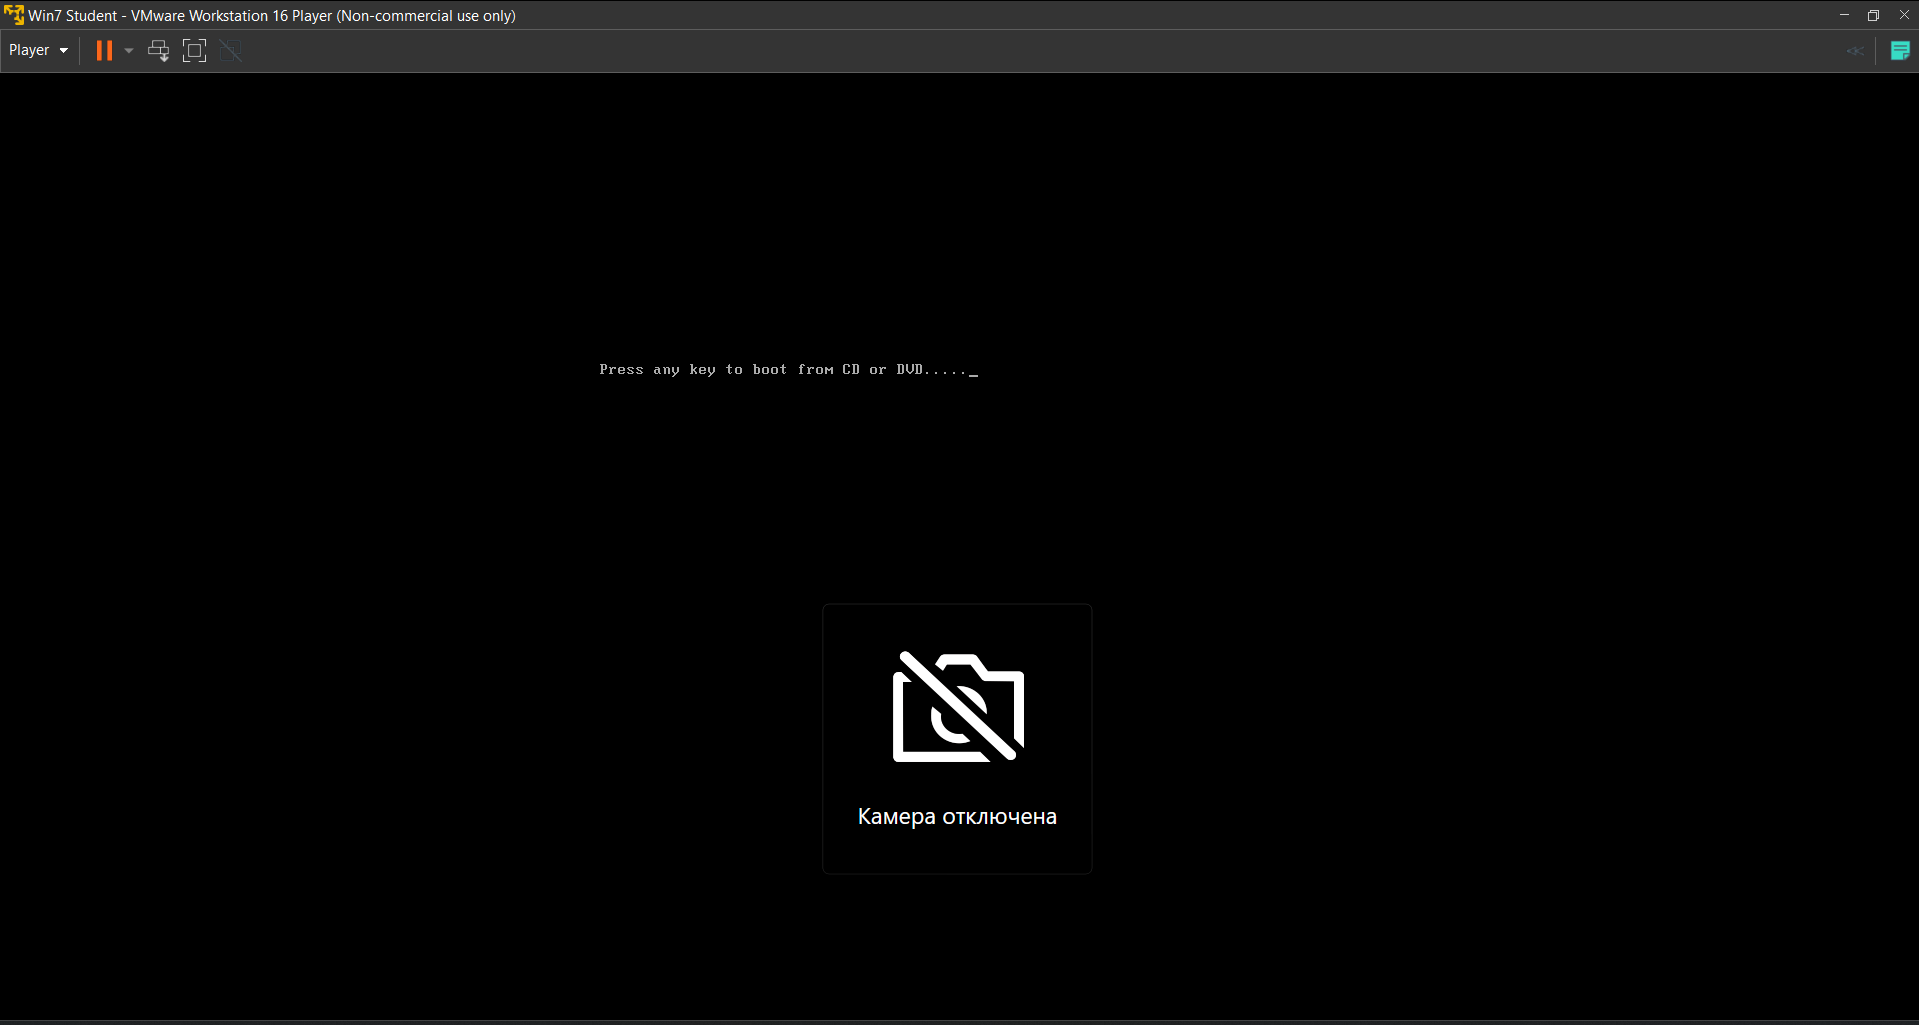 Win7 Student - VMware Workstation 16 Player (Non-commercial use only)
Player
Press any key to boot from CD or DVD....._
Камера отключена